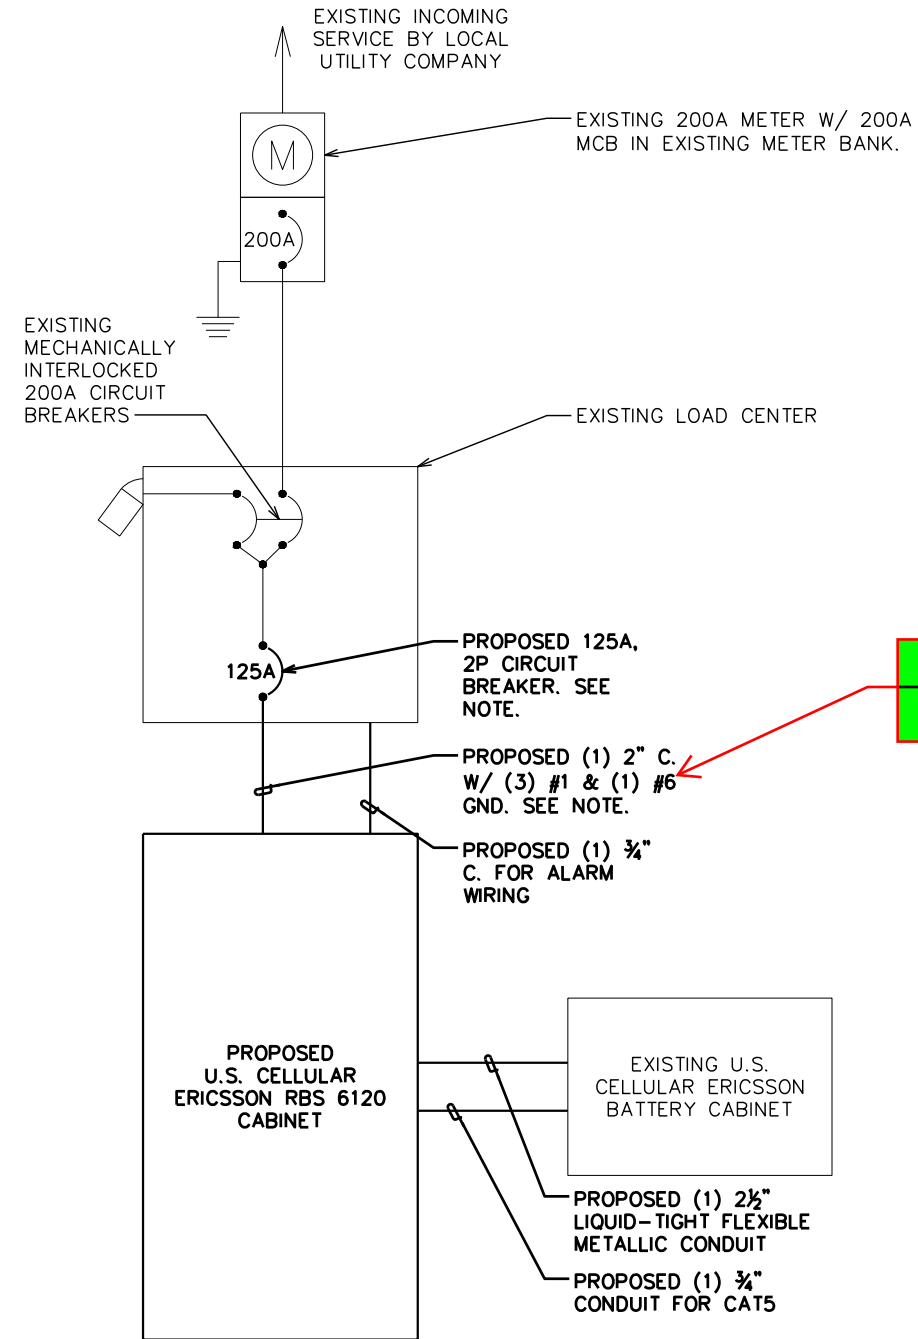 EXISTING INCOMING
SERVICE BY LOCAL
UTILITY COMPANY
EXISTING 200A METER W/ 200A
MCB IN EXISTING METER BANK.
M
200A
EXISTING
MECHANICALLY
INTERLOCKED
200A CIRCUIT
BREAKERS
EXISTING LOAD CENTER
PROPOSED 125A,
2P CIRCUIT
BREAKER. SEE
NOTE.
125A
PROPOSED (1) 2" C.
W/ (3) #1 & (1) #6
GND. SEE NOTE.
PROPOSED (1) ¾"
C. FOR ALARM
WIRING
PROPOSED
U.S. CELLULAR
ERICSSON RBS 6120
CABINET
EXISTING U.S.
CELLULAR ERICSSON
BATTERY CABINET
PROPOSED (1) 2½"
LIQUID-TIGHT FLEXIBLE
METALLIC CONDUIT
PROPOSED (1) ¾"
CONDUIT FOR CAT5